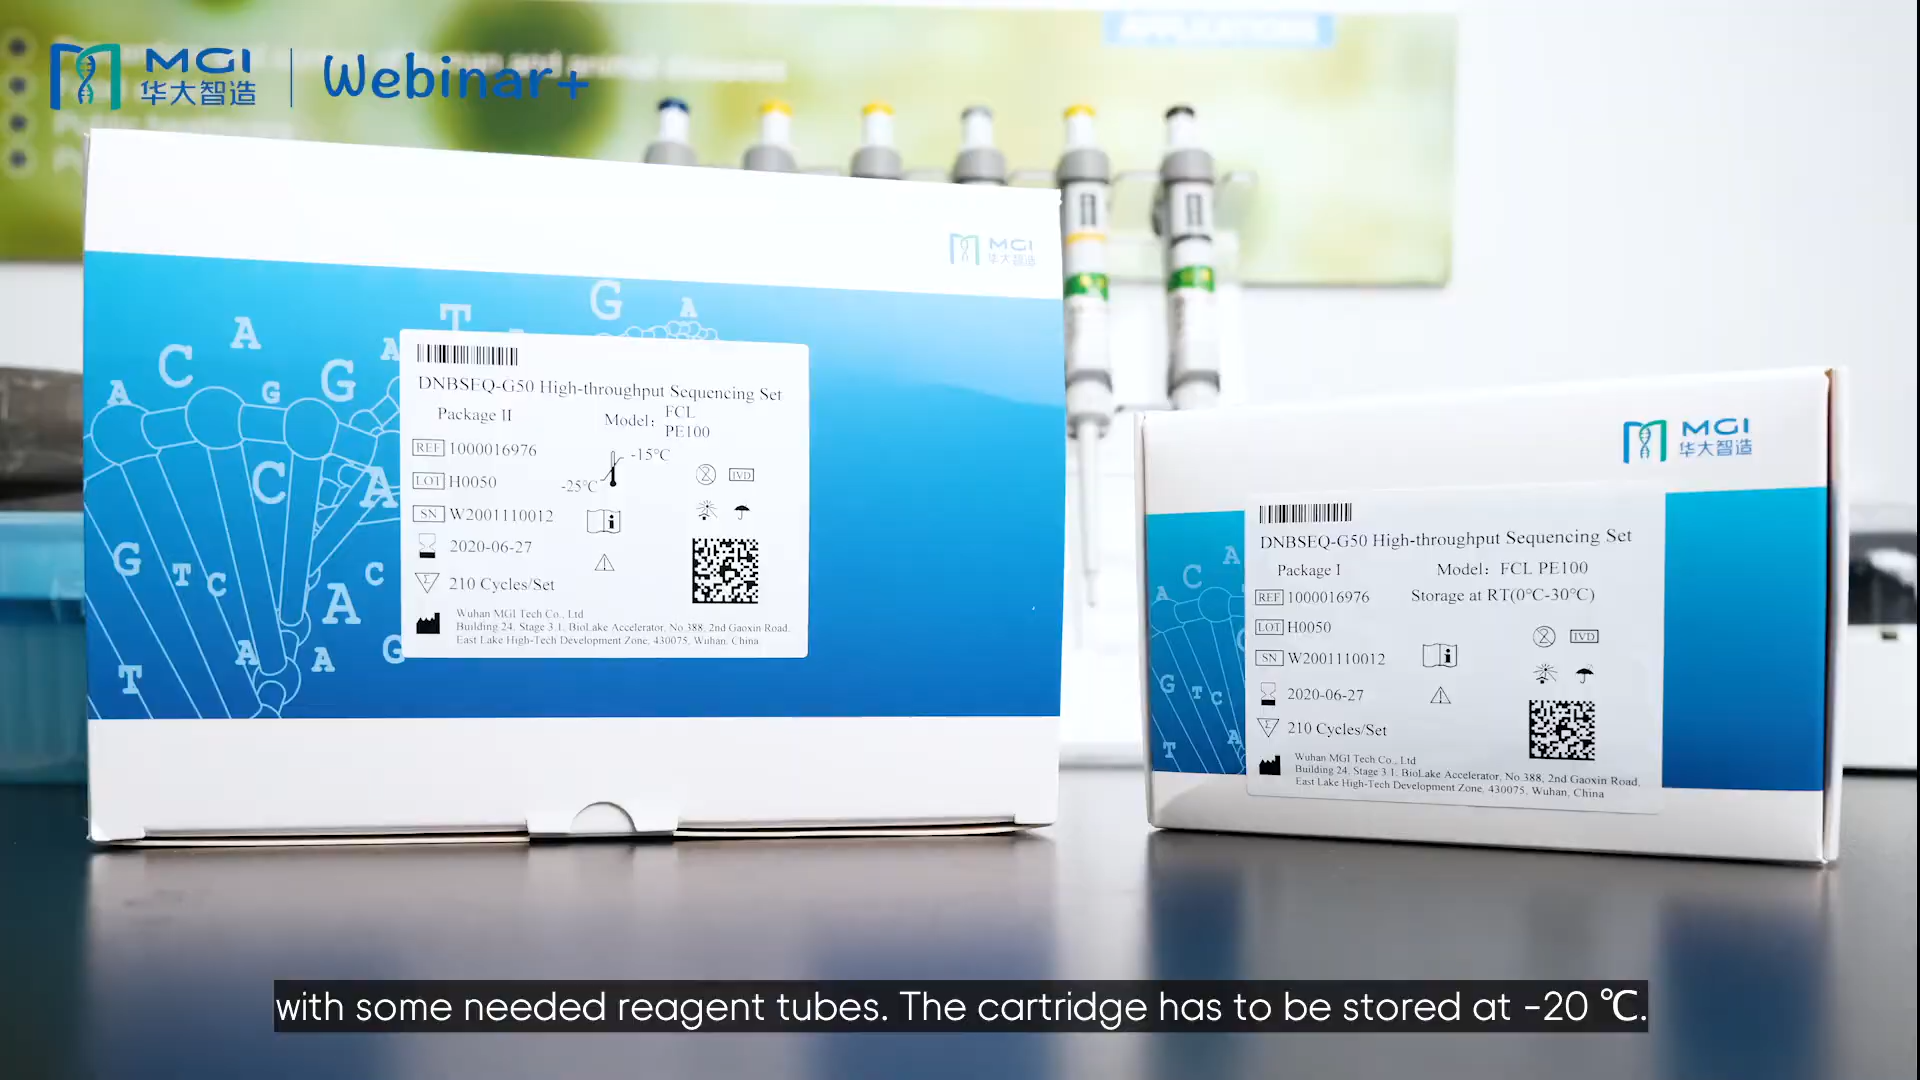 MGI
华大智造
Webinar+
APPLICATIONS
MGI
华大智造
DNBSEQ-G50 High-throughput Sequencing Set
Package II
Model: FCL
PE100
REF 1000016976
-15℃
-25℃
LOT H0050
IVD
SN W2001110012
2020-06-27
210 Cycles/Set
Wuhan MGI Tech Co., Ltd
Building 24, Stage 3.1, BioLake Accelerator, No.388, 2nd Gaoxin Road,
East Lake High-Tech Development Zone, 430075, Wuhan, China
MGI
华大智造
DNBSEQ-G50 High-throughput Sequencing Set
Package I
Model: FCL PE100
REF 1000016976
Storage at RT(0℃-30℃)
LOT H0050
IVD
SN W2001110012
2020-06-27
210 Cycles/Set
Wuhan MGI Tech Co., Ltd
Building 24, Stage 3.1, BioLake Accelerator, No.388, 2nd Gaoxin Road,
East Lake High-Tech Development Zone, 430075, Wuhan, China
with some needed reagent tubes. The cartridge has to be stored at -20 ℃.